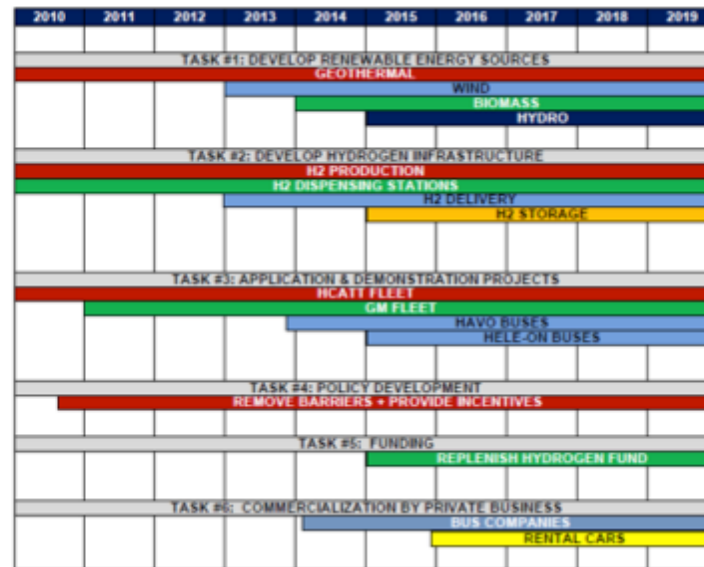 2010 2011 2012 2013 2014 2015 2016 2017 2018 2019
TASK #1: DEVELOP RENEWABLE ENERGY SOURCES
GEOTHERMAL
WIND
BIOMASS
HYDRO
TASK #2: DEVELOP HYDROGEN INFRASTRUCTURE
H2 PRODUCTION
H2 DISPENSING STATIONS
H2 DELIVERY
H2 STORAGE
TASK #3: APPLICATION & DEMONSTRATION PROJECTS
HCATT FLEET
GM FLEET
HAVO BUSES
HELE-ON BUSES
TASK #4: POLICY DEVELOPMENT
REMOVE BARRIERS + PROVIDE INCENTIVES
TASK #5: FUNDING
REPLENISH HYDROGEN FUND
TASK #6: COMMERCIALIZATION BY PRIVATE BUSINESS
BUS COMPANIES
RENTAL CARS